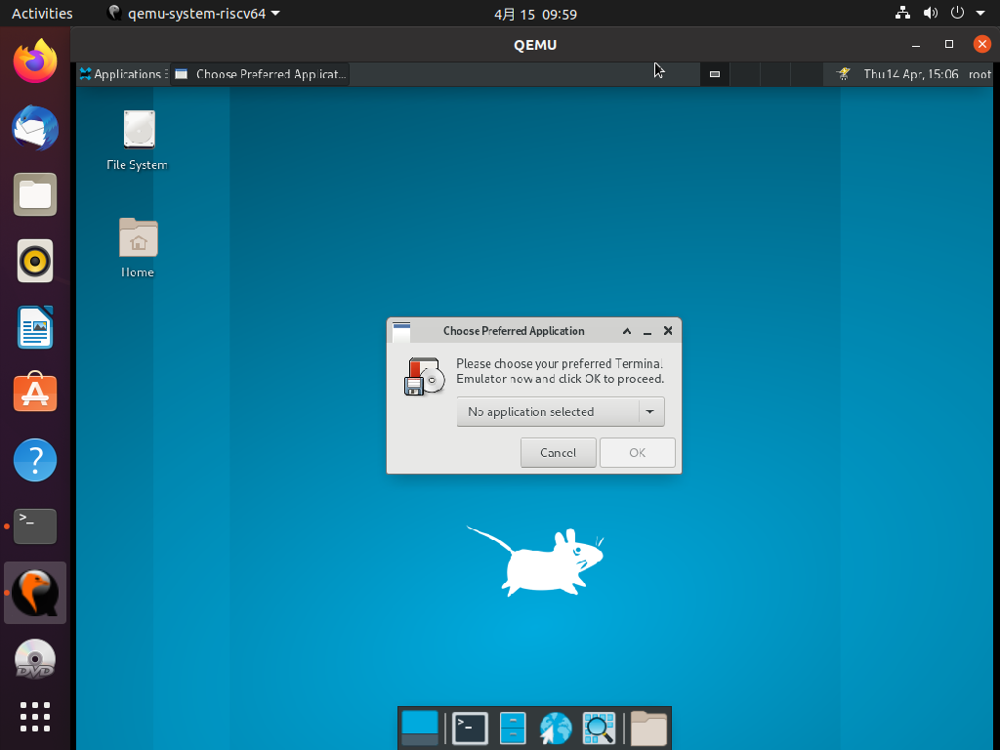 Activities
qemu-system-riscv64
4月 15 09:59
QEMU
Applications
Choose Preferred Applicat...
Thu 14 Apr, 15:06
root
File System
Home
Choose Preferred Application
Please choose your preferred Terminal
Emulator now and click OK to proceed.
No application selected
Cancel
OK
>_
?
DVD
>_